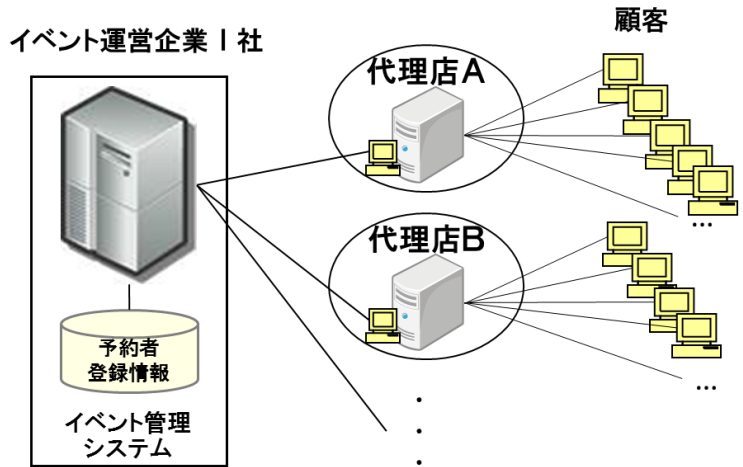 顧客
イベント運営企業I社
代理店A
...
代理店B
予約者
登録情報
...
イベント管理
システム
・
・
・